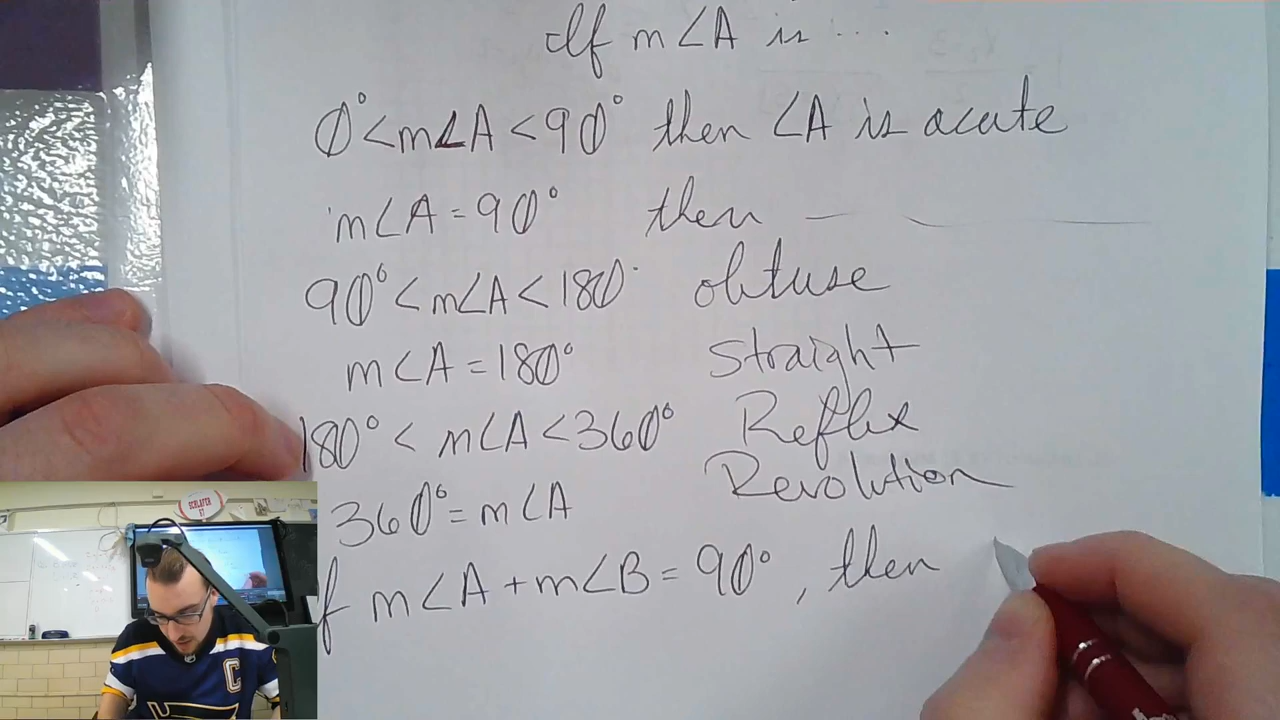 If m∠A is ...
0° < m∠A < 90° then ∠A is acute
m∠A = 90° then
90° < m∠A < 180° obtuse
m∠A = 180° straight
180° < m∠A < 360° Reflex
360° = m∠A Revolution
f m∠A + m∠B = 90°, then
SCHLAFER
C